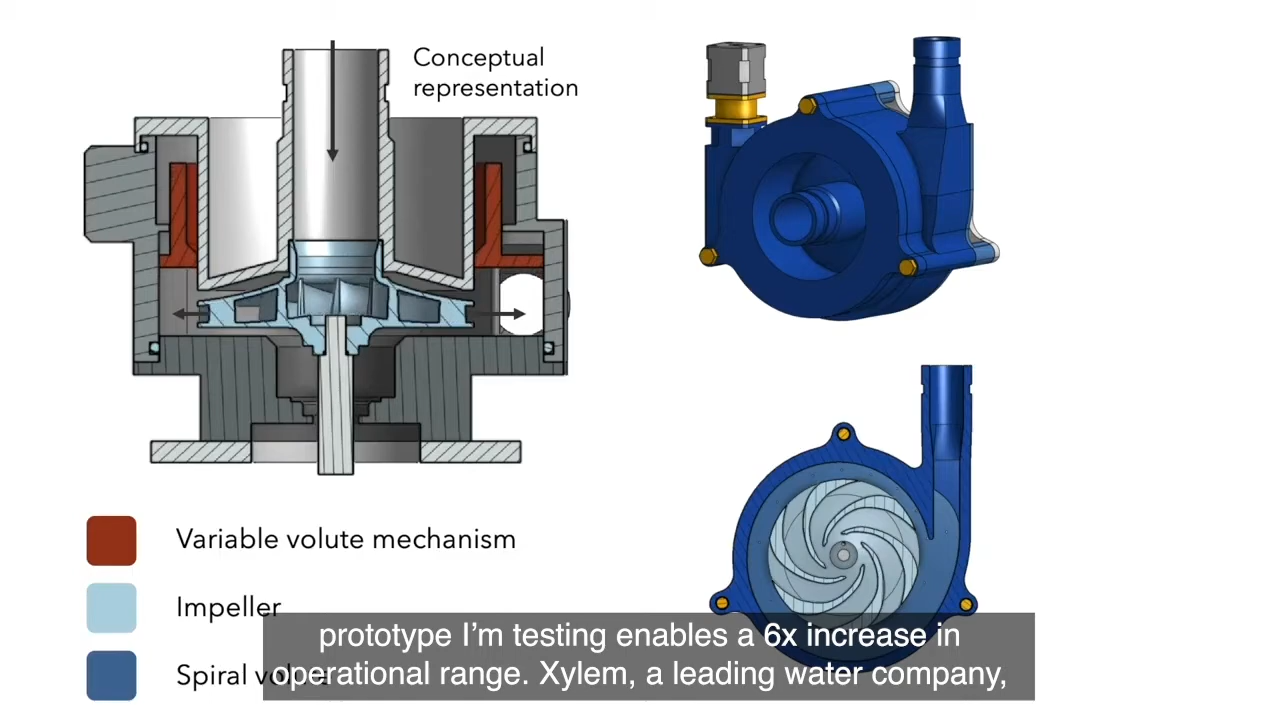 Conceptual
representation
Variable volute mechanism
Impeller
Spiral volute
prototype I'm testing enables a 6x increase in
operational range. Xylem, a leading water company,